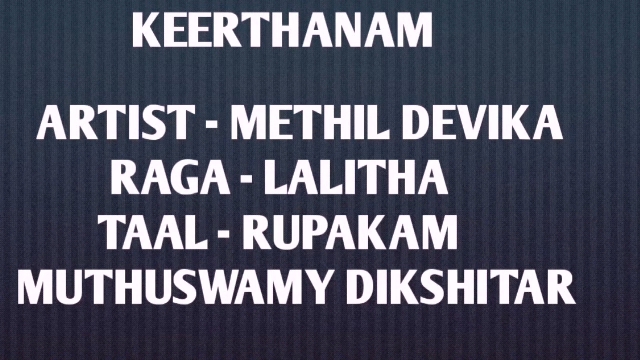 KEERTHANAM
ARTIST - METHIL DEVIKA
RAGA - LALITHA
TAAL - RUPAKAM
MUTHUSWAMY DIKSHITAR